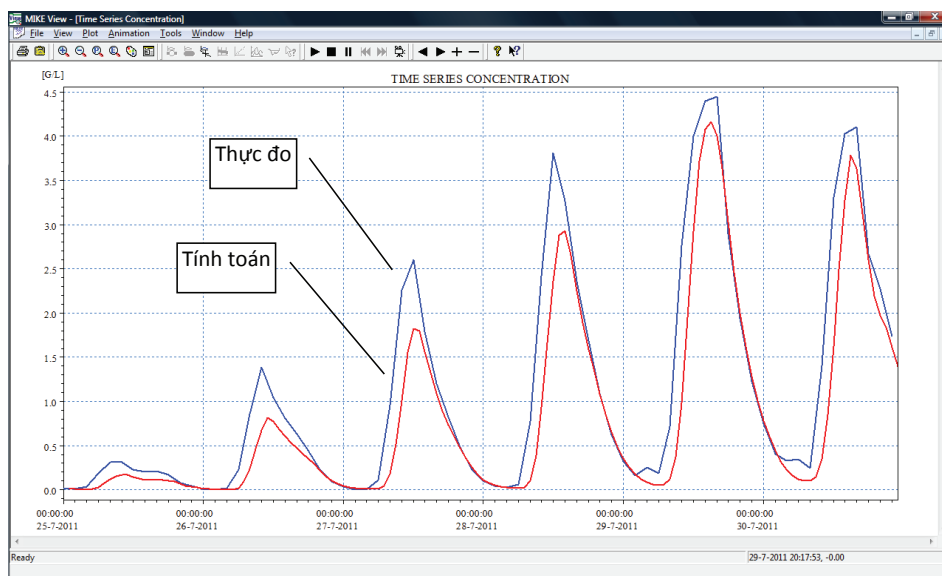 MIKE View - [Time Series Concentration]
File View Plot Animation Tools Window Help
[G/L]
TIME SERIES CONCENTRATION
4.5
4.0
3.5
3.0
2.5
2.0
1.5
1.0
0.5
0.0
Thực đo
Tính toán
00:00:00 00:00:00 00:00:00 00:00:00 00:00:00 00:00:00
25-7-2011 26-7-2011 27-7-2011 28-7-2011 29-7-2011 30-7-2011
Ready 29-7-2011 20:17:53, -0.00